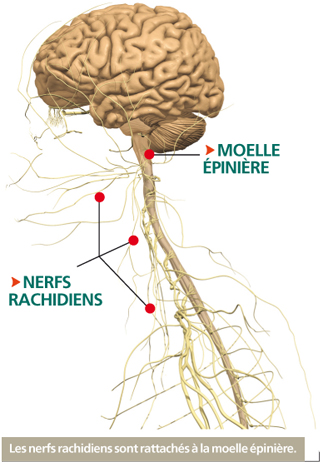 MOELLE
ÉPINIÈRE
NERFS
RACHIDIENS
Les nerfs rachidiens sont rattachés à la moelle épinière.